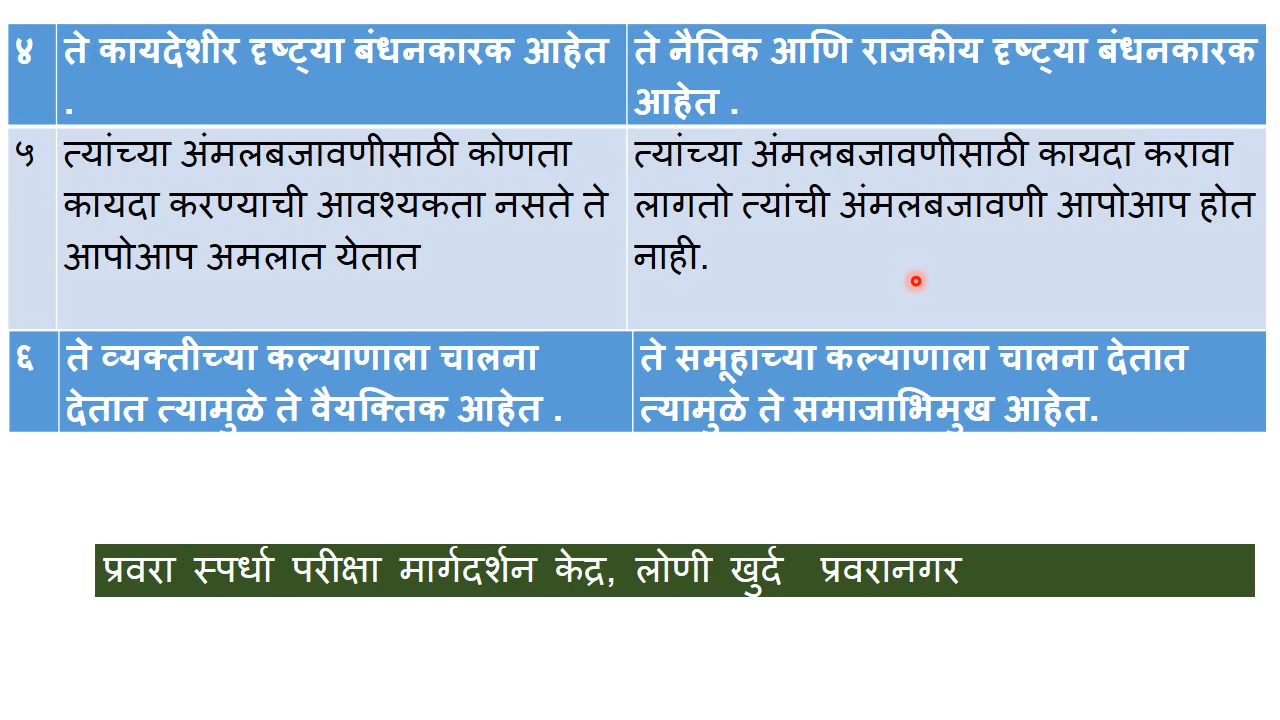 ४ ते कायदेशीर दृष्ट्या बंधनकारक आहेत
.
ते नैतिक आणि राजकीय दृष्ट्या बंधनकारक
आहेत .
५ त्यांच्या अंमलबजावणीसाठी कोणता
कायदा करण्याची आवश्यकता नसते ते
आपोआप अमलात येतात
त्यांच्या अंमलबजावणीसाठी कायदा करावा
लागतो त्यांची अंमलबजावणी आपोआप होत
नाही.
६ ते व्यक्तीच्या कल्याणाला चालना
देतात त्यामुळे ते वैयक्तिक आहेत .
ते समूहाच्या कल्याणाला चालना देतात
त्यामुळे ते समाजाभिमुख आहेत.
प्रवरा स्पर्धा परीक्षा मार्गदर्शन केद्र, लोणी खुर्द प्रवरानगर